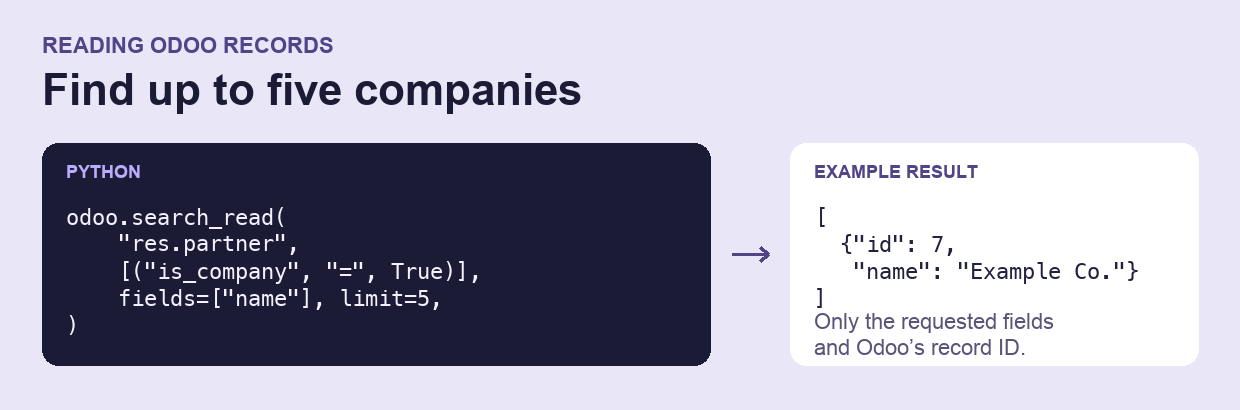 READING ODOO RECORDS
Find up to five companies
PYTHON
odoo.search_read(
    "res.partner",
    [("is_company", "=", True)],
    fields=["name"], limit=5,
)
EXAMPLE RESULT
[
  {"id": 7,
   "name": "Example Co."}
]
Only the requested fields
and Odoo’s record ID.